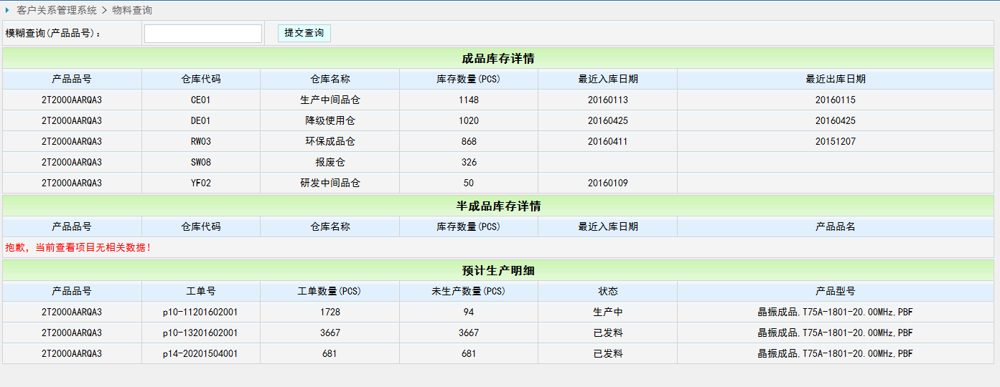 客户关系管理系统 > 物料查询
模糊查询(产品品号): 提交查询
成品库存详情
产品品号 仓库代码 仓库名称 库存数量(PCS) 最近入库日期 最近出库日期
2T2000AARQA3 CE01 生产中间品仓 1148 20160113 20160115
2T2000AARQA3 DE01 降级使用仓 1020 20160425 20160425
2T2000AARQA3 RW03 环保成品仓 868 20160411 20151207
2T2000AARQA3 SW08 报废仓 326
2T2000AARQA3 YF02 研发中间品仓 50 20160109
半成品库存详情
产品品号 仓库代码 仓库名称 库存数量(PCS) 最近入库日期 产品品名
抱歉, 当前查看项目无相关数据!
预计生产明细
产品品号 工单号 工单数量(PCS) 未生产数量(PCS) 状态 产品型号
2T2000AARQA3 p10-11201602001 1728 94 生产中 晶振成品,T75A-1801-20.00MHz,PBF
2T2000AARQA3 p10-13201602001 3667 3667 已发料 晶振成品,T75A-1801-20.00MHz,PBF
2T2000AARQA3 p14-20201504001 681 681 已发料 晶振成品,T75A-1801-20.00MHz,PBF